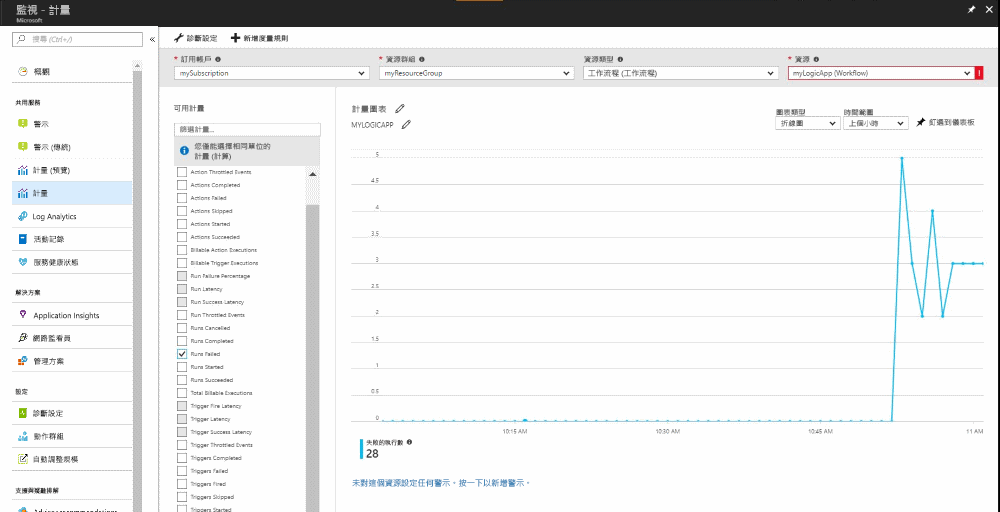 監視 - 計量
Microsoft
搜尋 (Ctrl+/)
概觀
共用服務
警示
警示 (傳統)
計量 (預覽)
計量
Log Analytics
活動記錄
服務健康狀態
解決方案
Application Insights
網路監看員
管理方案
設定
診斷設定
動作群組
自動調整規模
支援與疑難排解
診斷設定
新增度量規則
* 訂用帳戶
mySubscription
* 資源群組
myResourceGroup
資源類型
工作流程 (工作流程)
* 資源
myLogicApp (Workflow)
可用計量
篩選計量...
您僅能選擇相同單位的
計量 (計算)
Action Throttled Events
Actions Completed
Actions Failed
Actions Skipped
Actions Started
Actions Succeeded
Billable Action Executions
Billable Trigger Executions
Run Failure Percentage
Run Latency
Run Success Latency
Run Throttled Events
Runs Cancelled
Runs Completed
Runs Failed
Runs Started
Runs Succeeded
Total Billable Executions
Trigger Fire Latency
Trigger Latency
Trigger Success Latency
Trigger Throttled Events
Triggers Completed
Triggers Failed
Triggers Fired
Triggers Skipped
Triggers Started
計量圖表
MYLOGICAPP
圖表類型
折線圖
時間範圍
上個小時
釘選到儀表板
5
4.5
4
3.5
3
2.5
2
1.5
1
0.5
0
10:15 AM
10:30 AM
10:45 AM
11 AM
失敗的執行數
28
未對這個資源設定任何警示。按一下以新增警示。